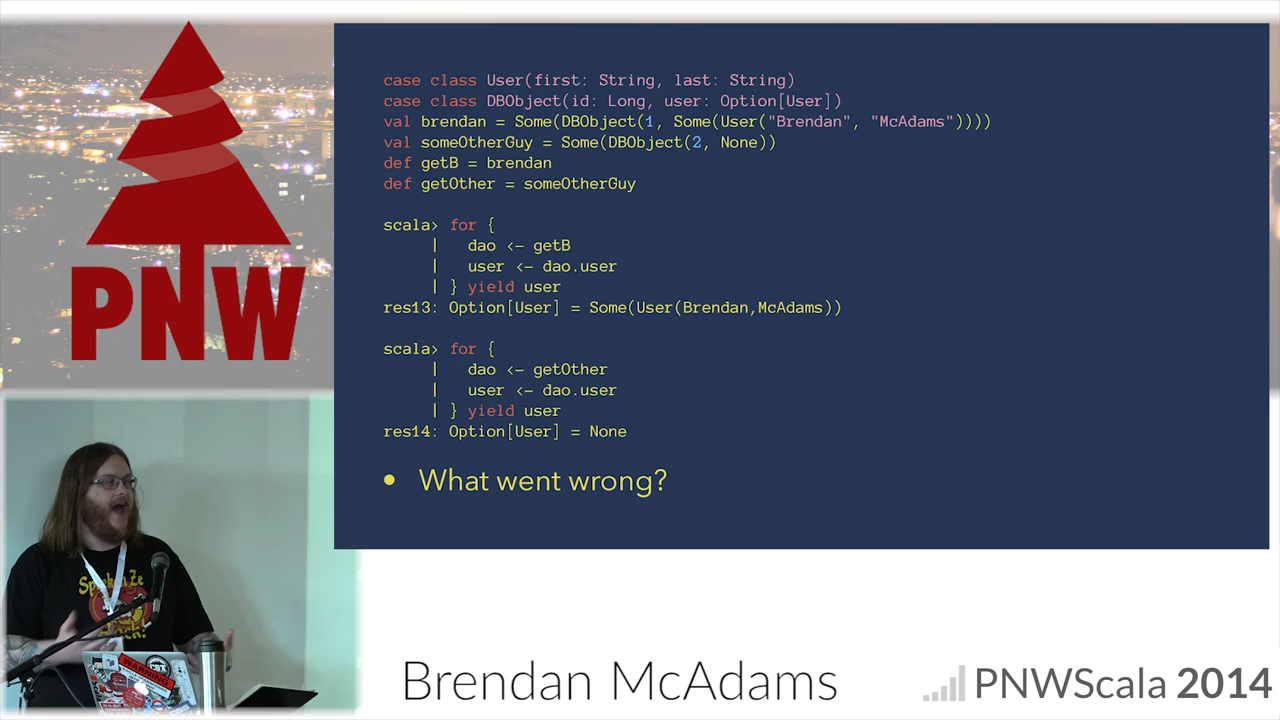 PNW
case class User(first: String, last: String)
case class DBObject(id: Long, user: Option[User])
val brendan = Some(DBObject(1, Some(User("Brendan", "McAdams"))))
val someOtherGuy = Some(DBObject(2, None))
def getB = brendan
def getOther = someOtherGuy
scala> for {
| dao <- getB
| user <- dao.user
| } yield user
res13: Option[User] = Some(User(Brendan,McAdams))
scala> for {
| dao <- getOther
| user <- dao.user
| } yield user
res14: Option[User] = None
• What went wrong?
WARNING
Brendan McAdams
PNWScala 2014